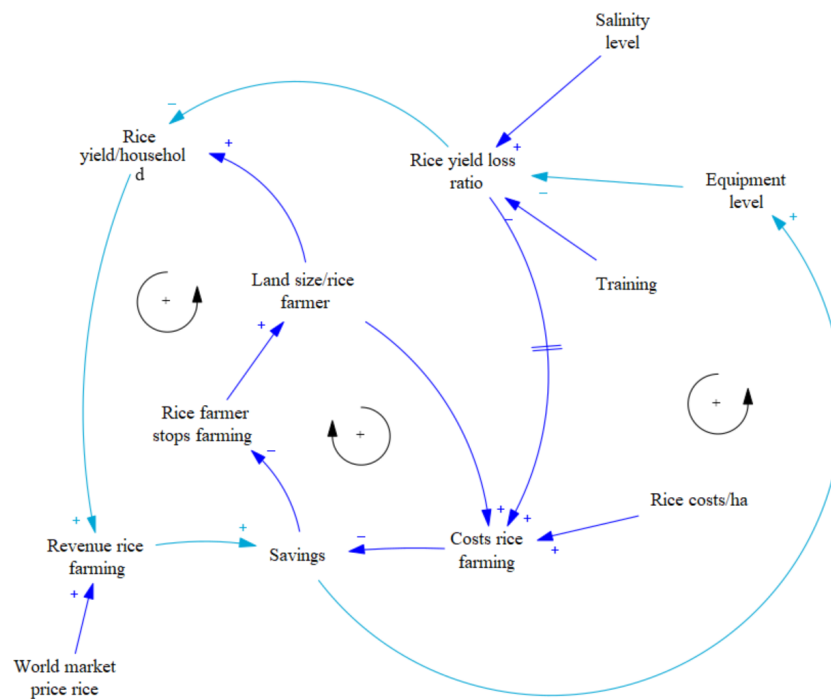 Salinity
level
Rice
yield/househol
d
Rice yield loss
ratio
Equipment
level
Training
Land size/rice
farmer
Rice farmer
stops farming
Rice costs/ha
Revenue rice
farming
Savings
Costs rice
farming
World market
price rice
−
+
+
−
+
−
+
+
+
+
−
+
−
+
+
+
+
+
+
+